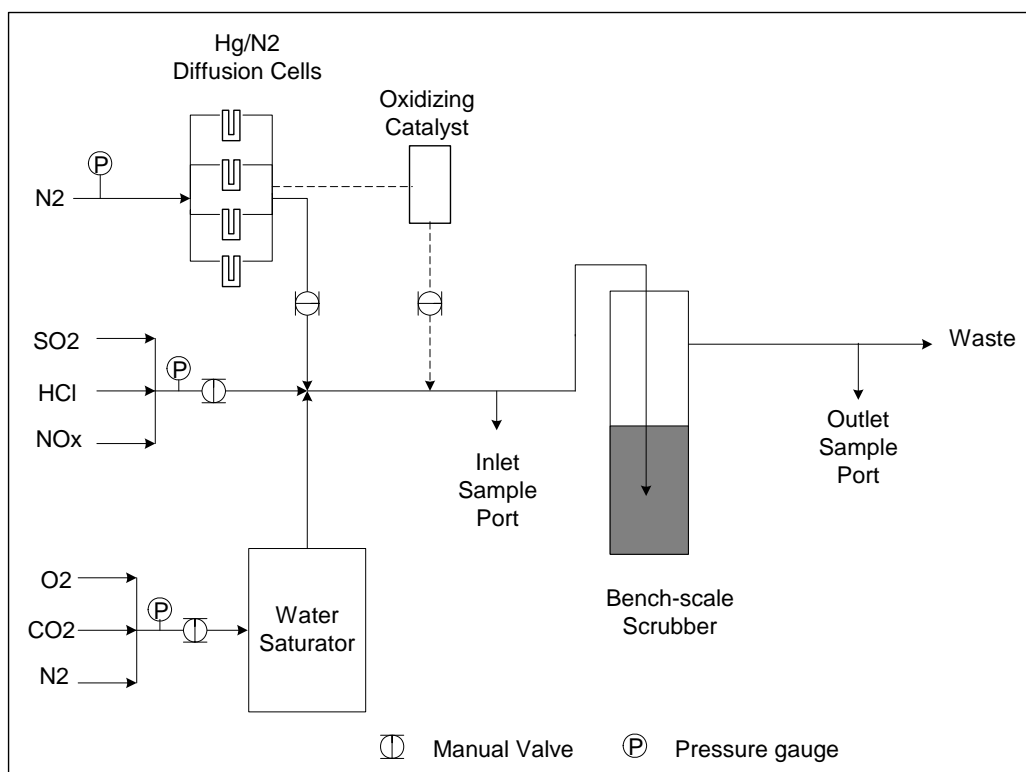 Hg/N2
Diffusion Cells
Oxidizing
Catalyst
P
N2
SO2
P
HCl
NOx
Waste
Inlet
Sample
Port
Outlet
Sample
Port
O2
P
CO2
N2
Water
Saturator
Bench-scale
Scrubber
Manual Valve
P
Pressure gauge